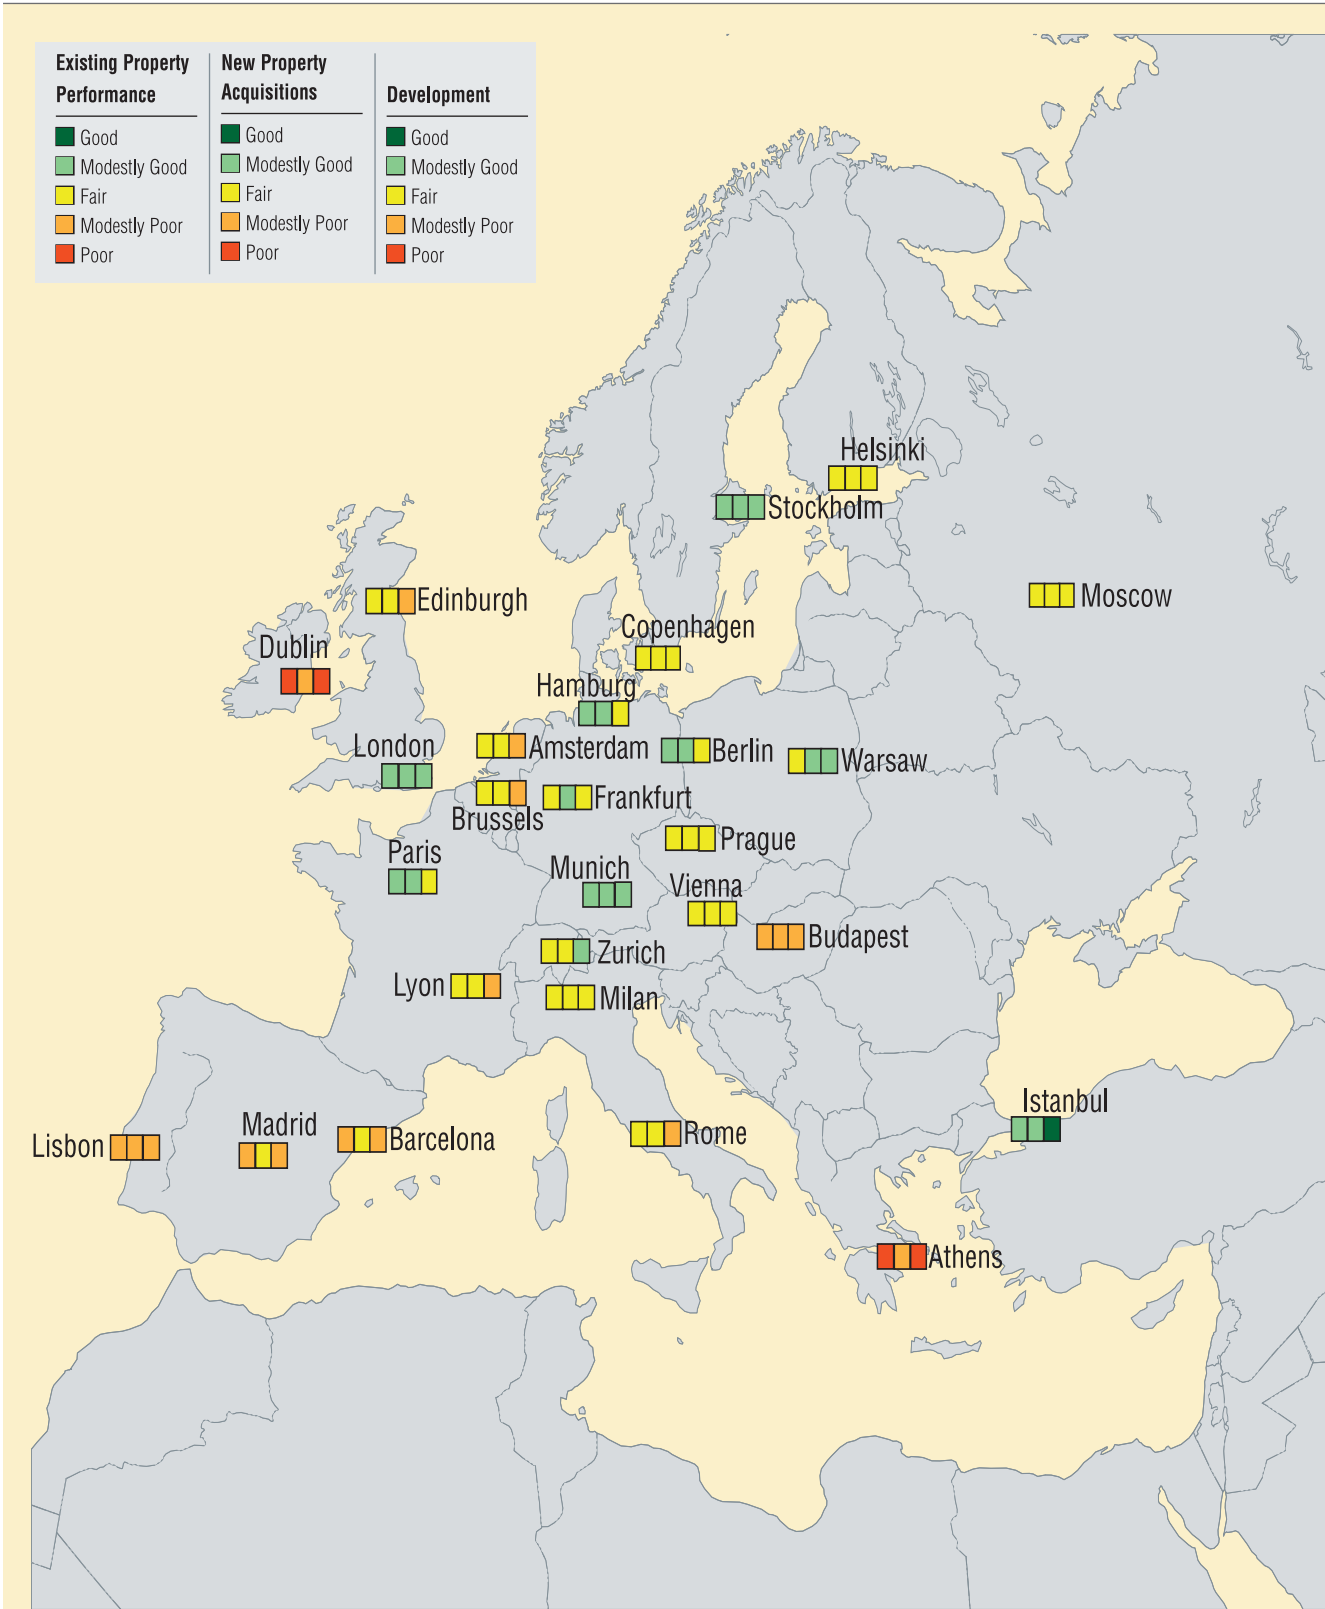 Existing Property
Performance
Good
Modestly Good
Fair
Modestly Poor
Poor
New Property
Acquisitions
Good
Modestly Good
Fair
Modestly Poor
Poor
Development
Good
Modestly Good
Fair
Modestly Poor
Poor
Helsinki
Stockholm
Moscow
Edinburgh
Copenhagen
Dublin
Hamburg
London
Amsterdam
Berlin
Warsaw
Frankfurt
Brussels
Prague
Paris
Munich
Vienna
Budapest
Zurich
Lyon
Milan
Istanbul
Madrid
Rome
Barcelona
Lisbon
Athens